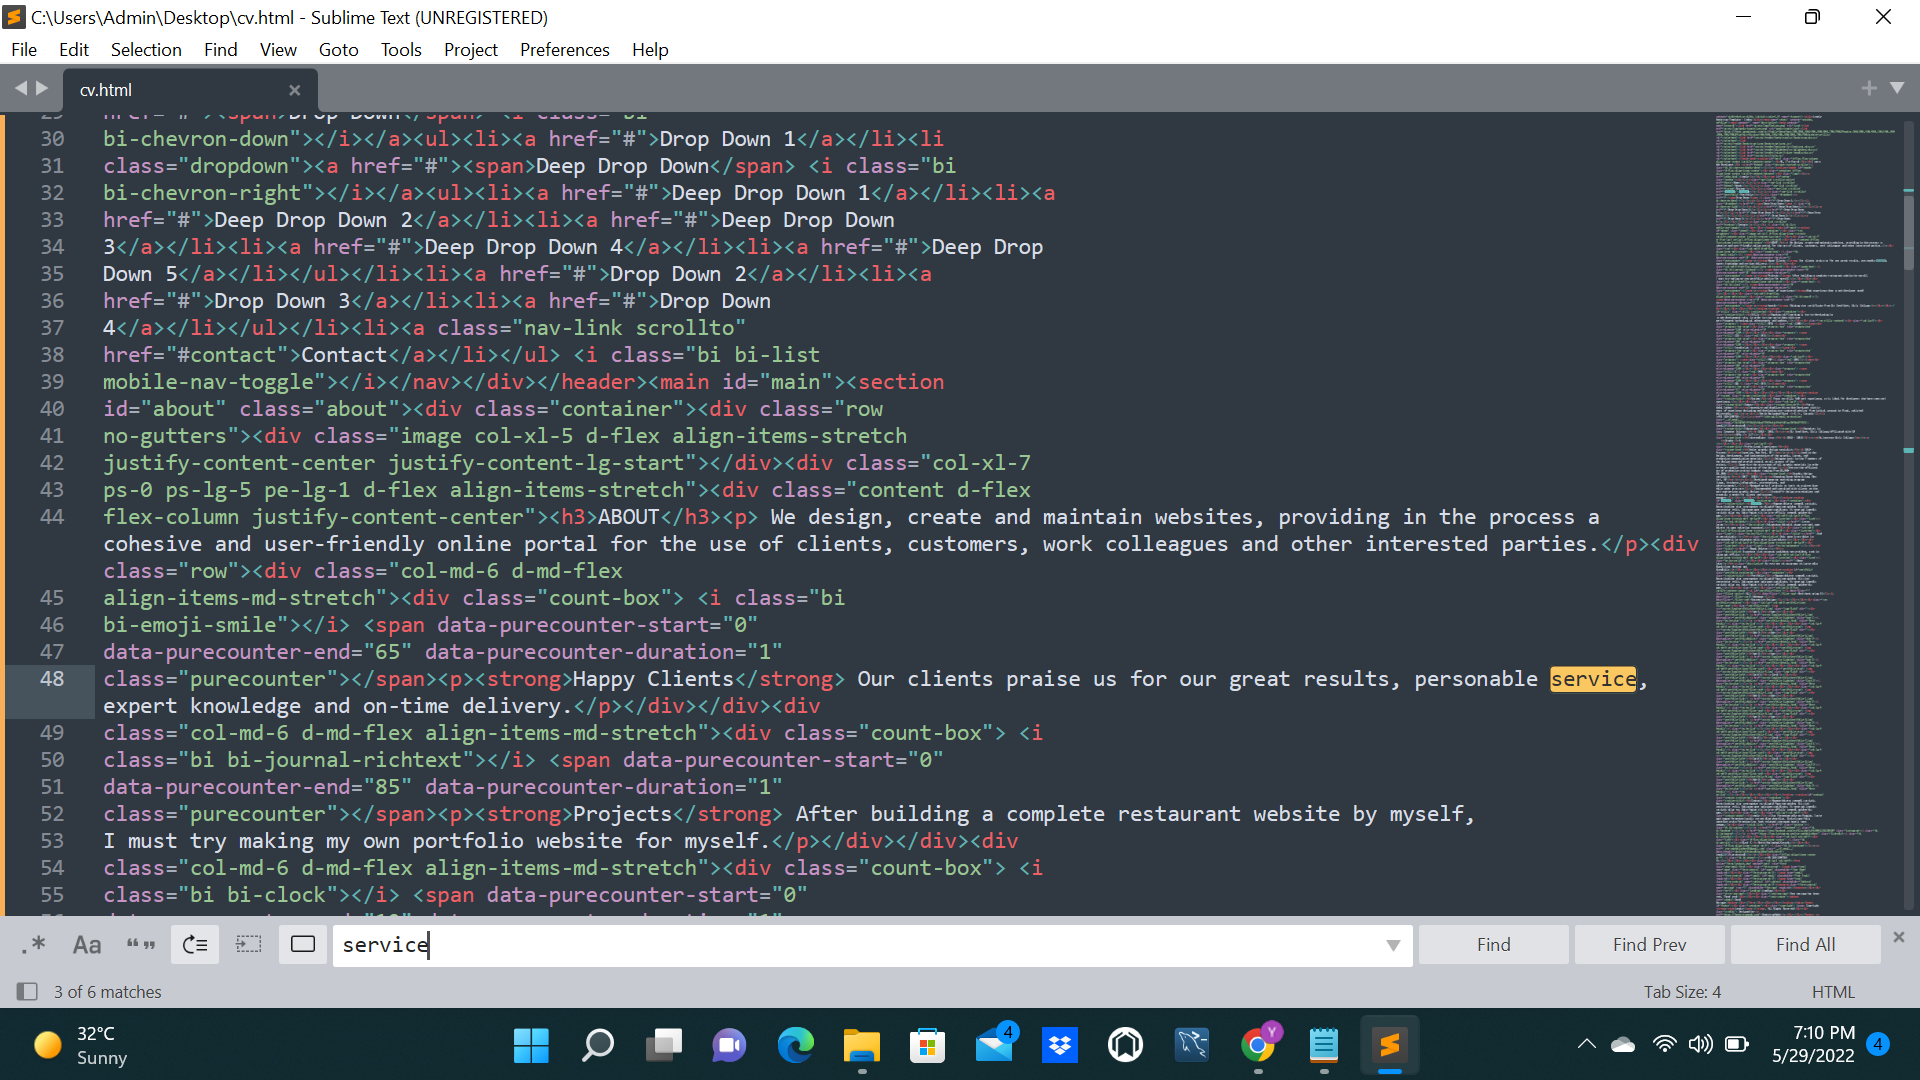 C:\Users\Admin\Desktop\cv.html - Sublime Text (UNREGISTERED)
File Edit Selection Find View Goto Tools Project Preferences Help
cv.html
30 bi-chevron-down"></i></a><ul><li><a href="#">Drop Down 1</a></li><li
31 class="dropdown"><a href="#"><span>Deep Drop Down</span> <i class="bi
32 bi-chevron-right"></i></a><ul><li><a href="#">Deep Drop Down 1</a></li><li><a
33 href="#">Deep Drop Down 2</a></li><li><a href="#">Deep Drop Down
34 3</a></li><li><a href="#">Deep Drop Down 4</a></li><li><a href="#">Deep Drop
35 Down 5</a></li></ul></li><li><a href="#">Drop Down 2</a></li><li><a
36 href="#">Drop Down 3</a></li><li><a href="#">Drop Down
37 4</a></li></ul></li><li><a class="nav-link scrollto"
38 href="#contact">Contact</a></li></ul> <i class="bi bi-list
39 mobile-nav-toggle"></i></nav></div></header><main id="main"><section
40 id="about" class="about"><div class="container"><div class="row
41 no-gutters"><div class="image col-xl-5 d-flex align-items-stretch
42 justify-content-center justify-content-lg-start"></div><div class="col-xl-7
43 ps-0 ps-lg-5 pe-lg-1 d-flex align-items-stretch"><div class="content d-flex
44 flex-column justify-content-center"><h3>ABOUT</h3><p> We design, create and maintain websites, providing in the process a
cohesive and user-friendly online portal for the use of clients, customers, work colleagues and other interested parties.</p><div
class="row"><div class="col-md-6 d-md-flex
45 align-items-md-stretch"><div class="count-box"> <i class="bi
46 bi-emoji-smile"></i> <span data-purecounter-start="0"
47 data-purecounter-end="65" data-purecounter-duration="1"
48 class="purecounter"></span><p><strong>Happy Clients</strong> Our clients praise us for our great results, personable service,
expert knowledge and on-time delivery.</p></div></div><div
49 class="col-md-6 d-md-flex align-items-md-stretch"><div class="count-box"> <i
50 class="bi bi-journal-richtext"></i> <span data-purecounter-start="0"
51 data-purecounter-end="85" data-purecounter-duration="1"
52 class="purecounter"></span><p><strong>Projects</strong> After building a complete restaurant website by myself,
53 I must try making my own portfolio website for myself.</p></div></div><div
54 class="col-md-6 d-md-flex align-items-md-stretch"><div class="count-box"> <i
55 class="bi bi-clock"></i> <span data-purecounter-start="0"
.* Aa “” service Find Find Prev Find All
3 of 6 matches Tab Size: 4 HTML
32°C
Sunny
4
Y
7:10 PM
5/29/2022
4